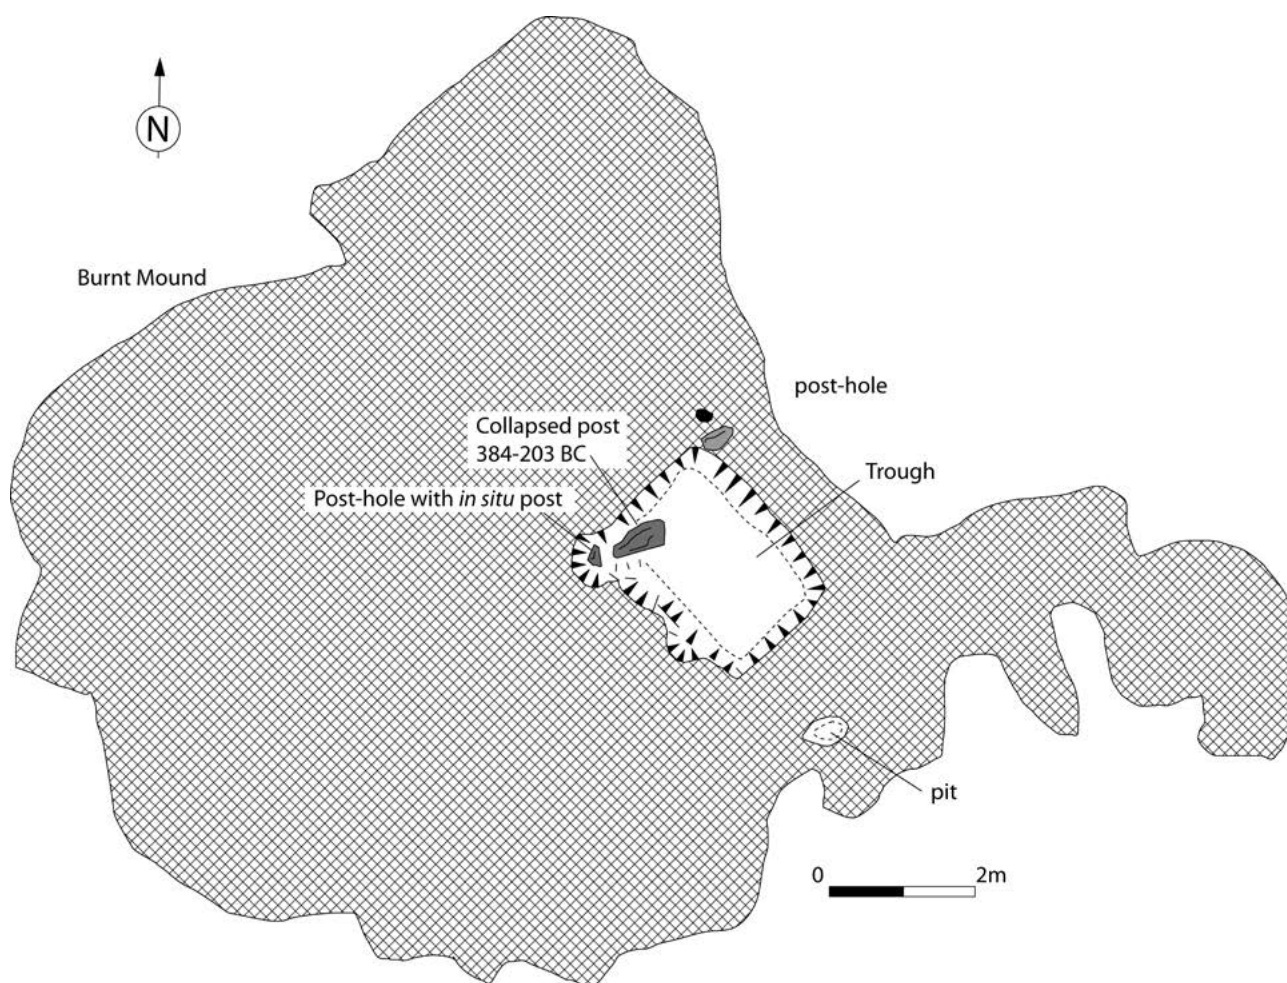 N
Burnt Mound
post-hole
Collapsed post
384-203 BC
Trough
Post-hole with in situ post
pit
0 2m